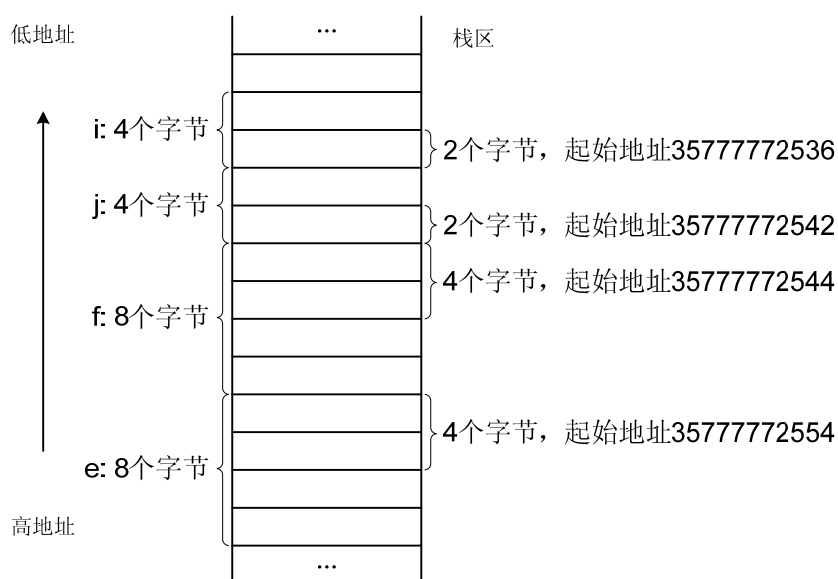 低地址
...
栈区
i: 4个字节
2个字节，起始地址35777772536
j: 4个字节
2个字节，起始地址35777772542
4个字节，起始地址35777772544
f: 8个字节
4个字节，起始地址35777772554
e: 8个字节
高地址
...